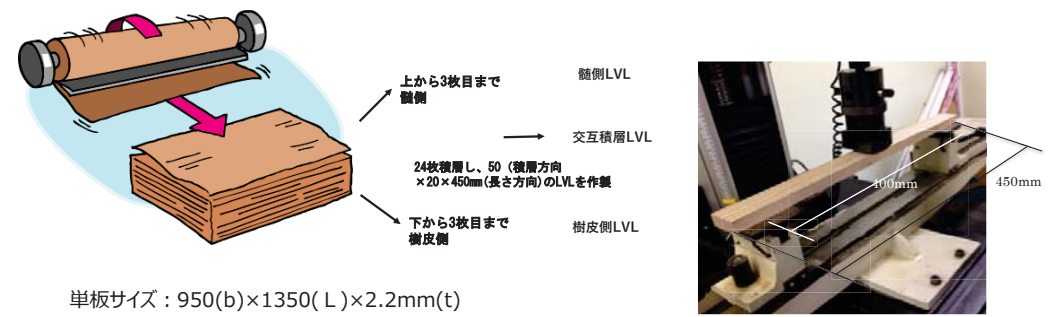 上から3枚目まで
髄側
髄側LVL
交互積層LVL
24枚積層し、50（積層方向
×20×450㎜(長さ方向)のLVLを作製
下から3枚目まで
樹皮側
樹皮側LVL
単板サイズ：950(b)×1350(Ｌ)×2.2mm(t)
400mm
450mm